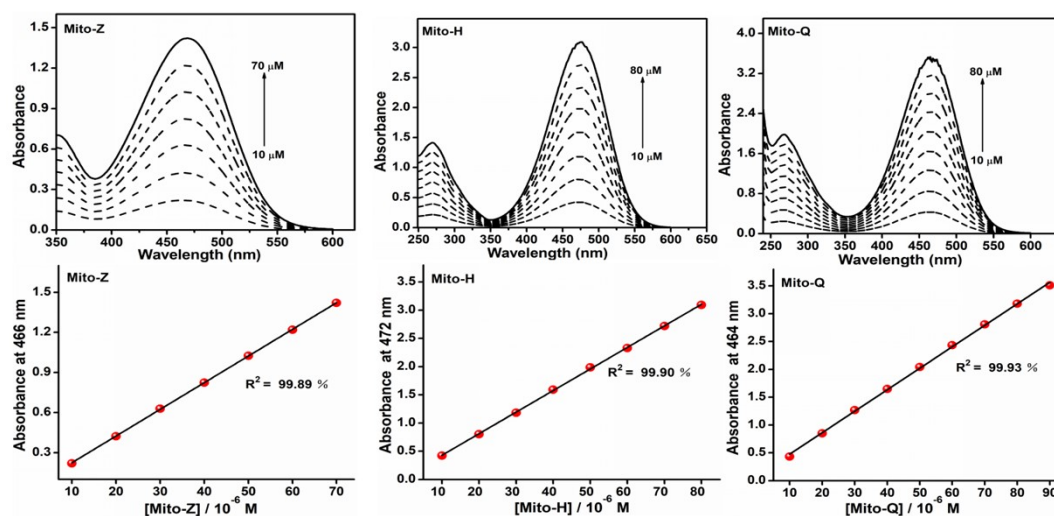 Mito-Z
70 μM
10 μM
Absorbance
1.5
1.2
0.9
0.6
0.3
0.0
350 400 450 500 550 600
Wavelength (nm)
Mito-H
80 μM
10 μM
Absorbance
3.0
2.5
2.0
1.5
1.0
0.5
0.0
250 300 350 400 450 500 550 600 650
Wavelength (nm)
Mito-Q
80 μM
10 μM
Absorbance
3.6
2.4
1.2
0.8
0.0
250 300 350 400 450 500 550 600
Wavelength (nm)
Mito-Z
R² = 99.89 %
Absorbance at 466 nm
1.5
1.2
0.9
0.6
0.3
10 20 30 40 50 60 70
[Mito-Z] / 10⁻⁶ M
Mito-H
R² = 99.90 %
Absorbance at 472 nm
3.5
3.0
2.5
2.0
1.5
1.0
0.5
0.0
10 20 30 40 50 60 70 80
[Mito-H] / 10⁻⁶ M
Mito-Q
R² = 99.93 %
Absorbance at 464 nm
3.5
3.0
2.5
2.0
1.5
1.0
0.5
0.0
10 20 30 40 50 60 70 80 90
[Mito-Q] / 10⁻⁶ M